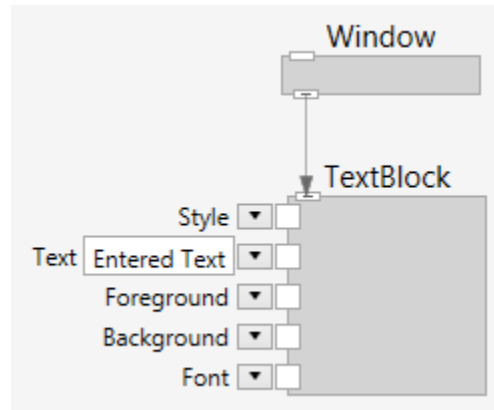 Window
TextBlock
Style
Text Entered Text
Foreground
Background
Font